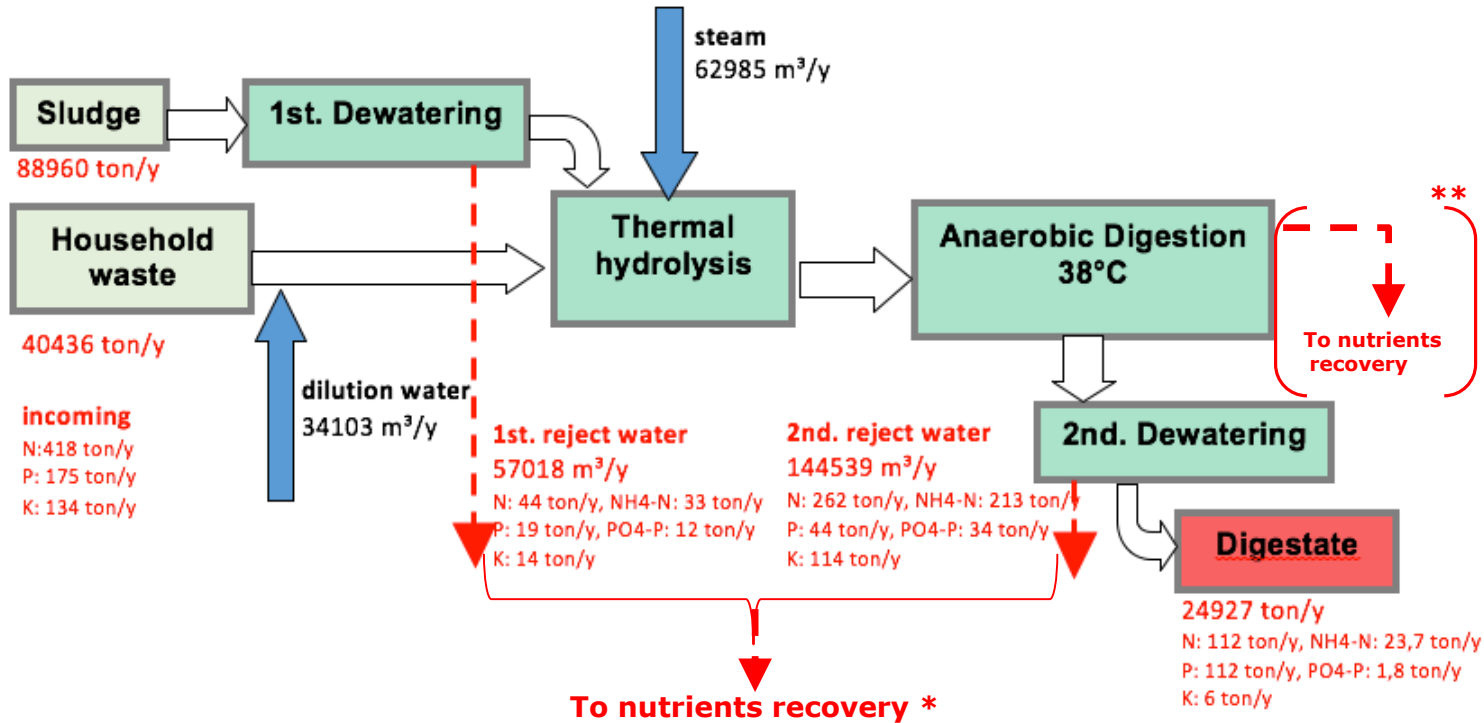 steam
62985 m³/y
Sludge
88960 ton/y
1st. Dewatering
Household
waste
40436 ton/y
incoming
N:418 ton/y
P: 175 ton/y
K: 134 ton/y
dilution water
34103 m³/y
Thermal
hydrolysis
Anaerobic Digestion
38°C
**
To nutrients
recovery
1st. reject water
57018 m³/y
N: 44 ton/y, NH4-N: 33 ton/y
P: 19 ton/y, PO4-P: 12 ton/y
K: 14 ton/y
2nd. reject water
144539 m³/y
N: 262 ton/y, NH4-N: 213 ton/y
P: 44 ton/y, PO4-P: 34 ton/y
K: 114 ton/y
2nd. Dewatering
Digestate
24927 ton/y
N: 112 ton/y, NH4-N: 23,7 ton/y
P: 112 ton/y, PO4-P: 1,8 ton/y
K: 6 ton/y
To nutrients recovery *